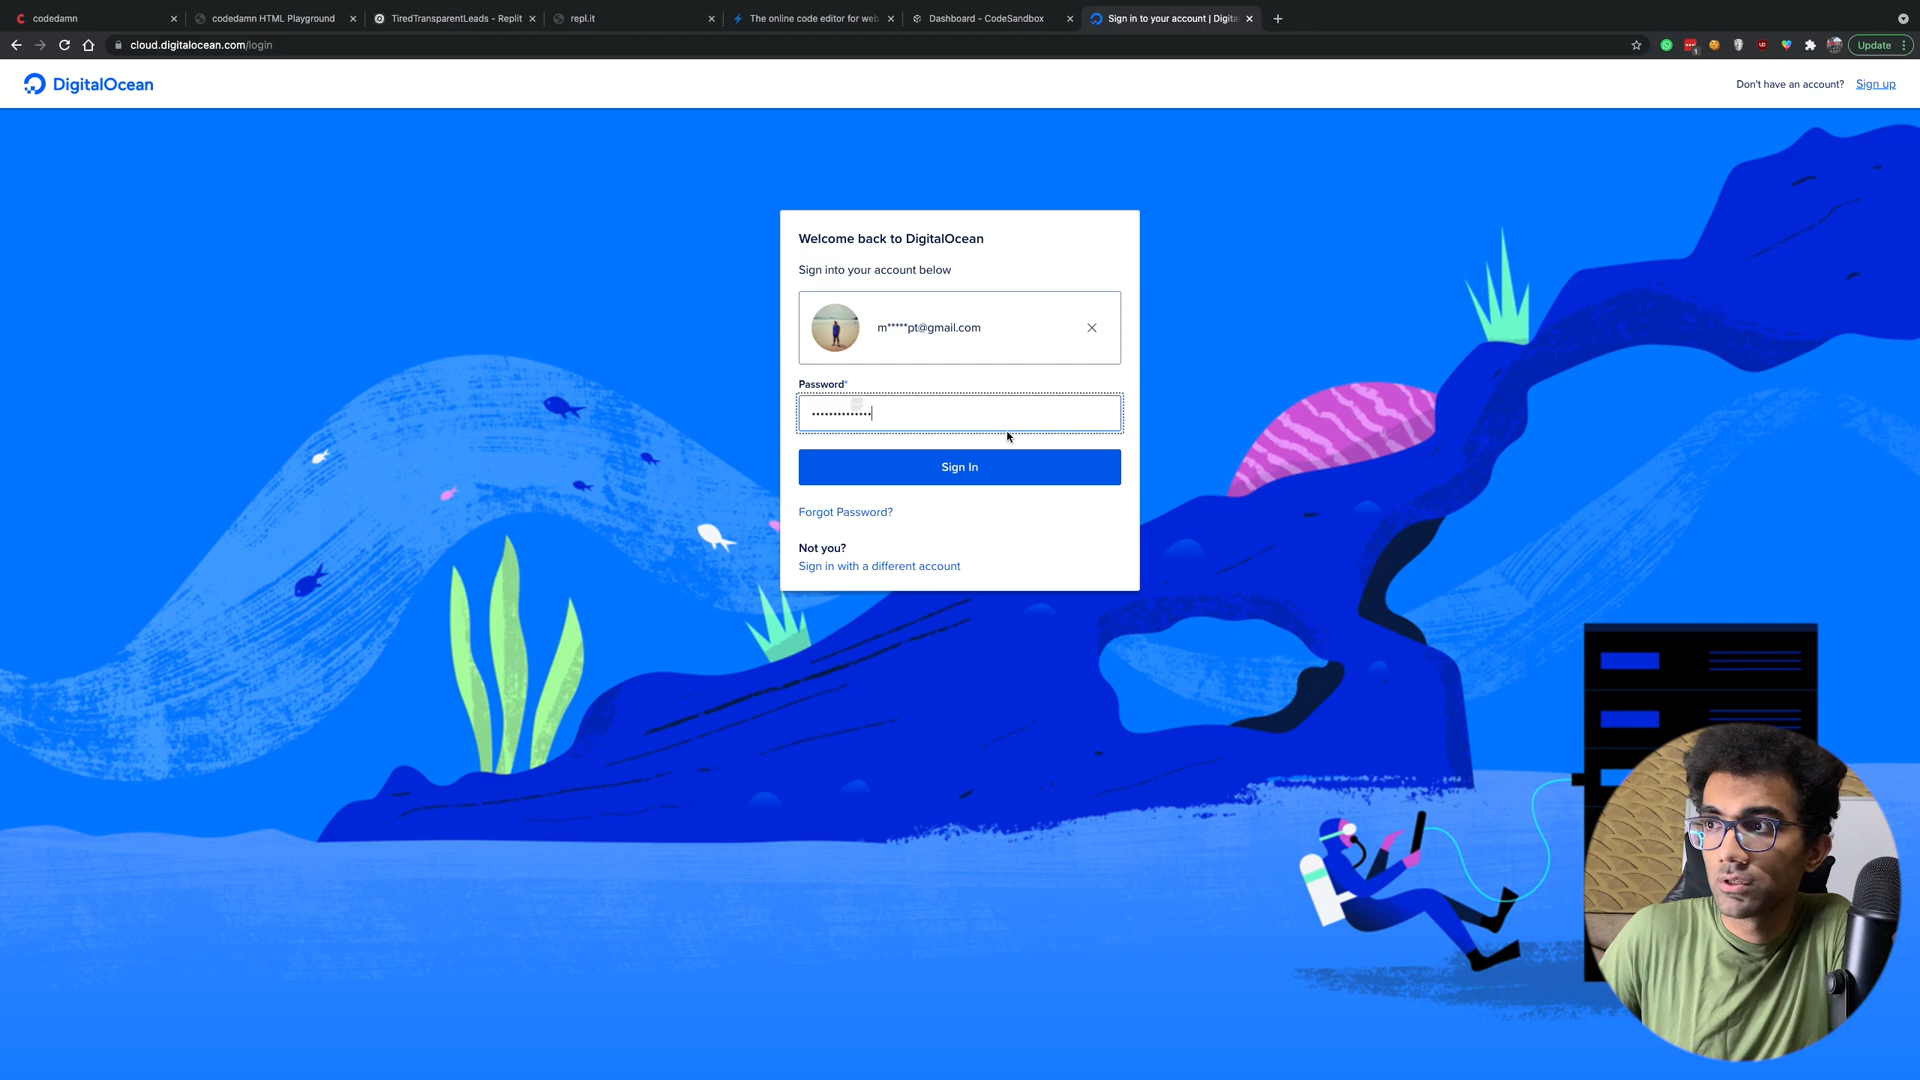 codedamn
codedamn HTML Playground
TiredTransparentLeads - Replit
repl.it
The online code editor for web
Dashboard - CodeSandbox
Sign in to your account | Digita
cloud.digitalocean.com/login
1
Update
DigitalOcean
Don't have an account? Sign up
Welcome back to DigitalOcean
Sign into your account below
m*****pt@gmail.com
Password*
••••••••••••••
Sign In
Forgot Password?
Not you?
Sign in with a different account